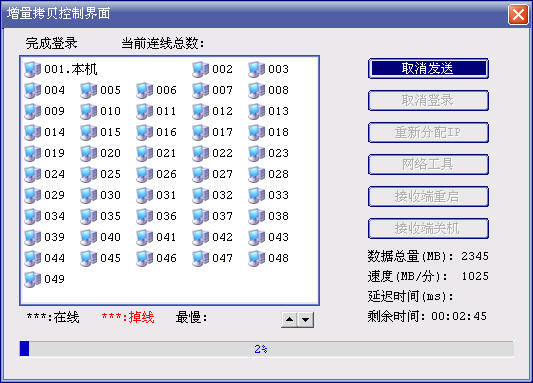 增量拷贝控制界面
完成登录 当前连线总数:
001.本机 002 003
004 005 006 007 008
009 010 011 012 013
014 015 016 017 018
019 020 021 022 023
024 025 026 027 028
029 030 031 032 033
034 035 036 037 038
039 040 041 042 043
044 045 046 047 048
049
***:在线 ***:掉线 最慢:
取消发送
取消登录
重新分配IP
网络工具
接收端重启
接收端关机
数据总量(MB): 2345
速度(MB/分): 1025
延迟时间(ms):
剩余时间: 00:02:45
2%